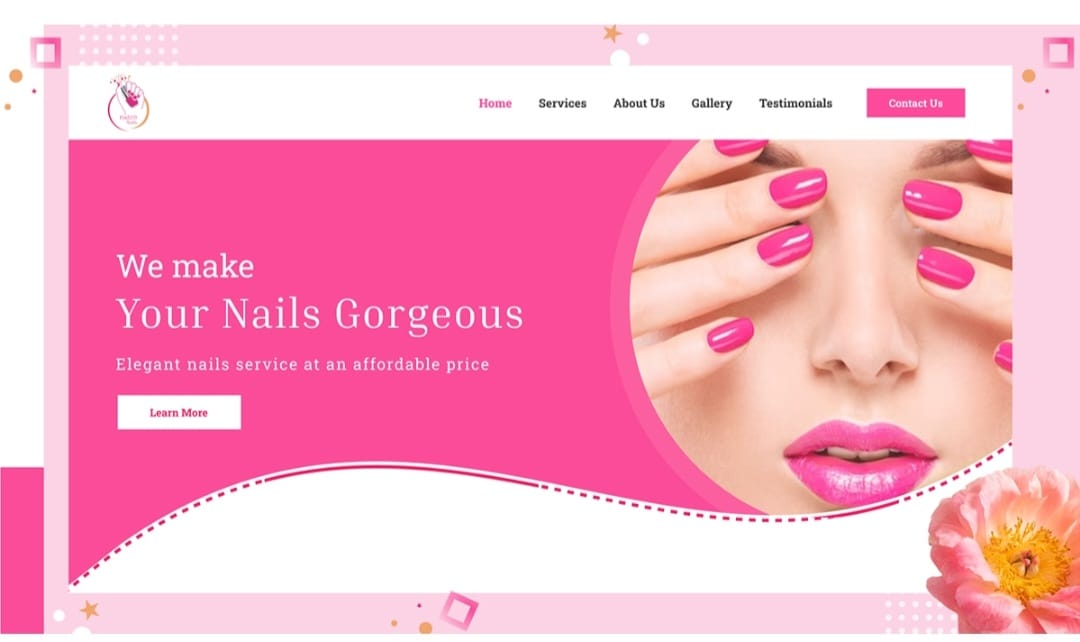 Home Services About Us Gallery Testimonials Contact Us
We make
Your Nails Gorgeous
Elegant nails service at an affordable price
Learn More